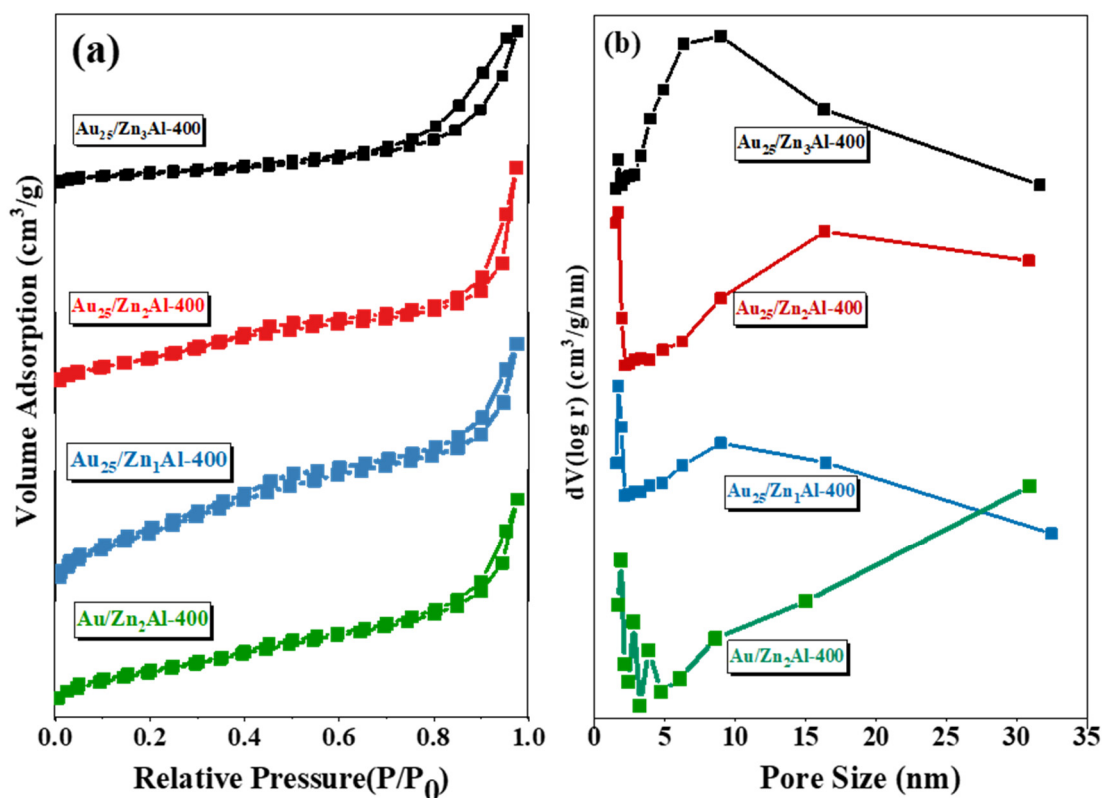 (a)
Au₂₅/Zn₃Al-400
Au₂₅/Zn₂Al-400
Au₂₅/Zn₁Al-400
Au/Zn₂Al-400
Volume Adsorption (cm³/g)
0.0 0.2 0.4 0.6 0.8 1.0
Relative Pressure(P/P₀)
(b)
Au₂₅/Zn₃Al-400
Au₂₅/Zn₂Al-400
Au₂₅/Zn₁Al-400
Au/Zn₂Al-400
dV(log r) (cm³/g/nm)
0 5 10 15 20 25 30 35
Pore Size (nm)